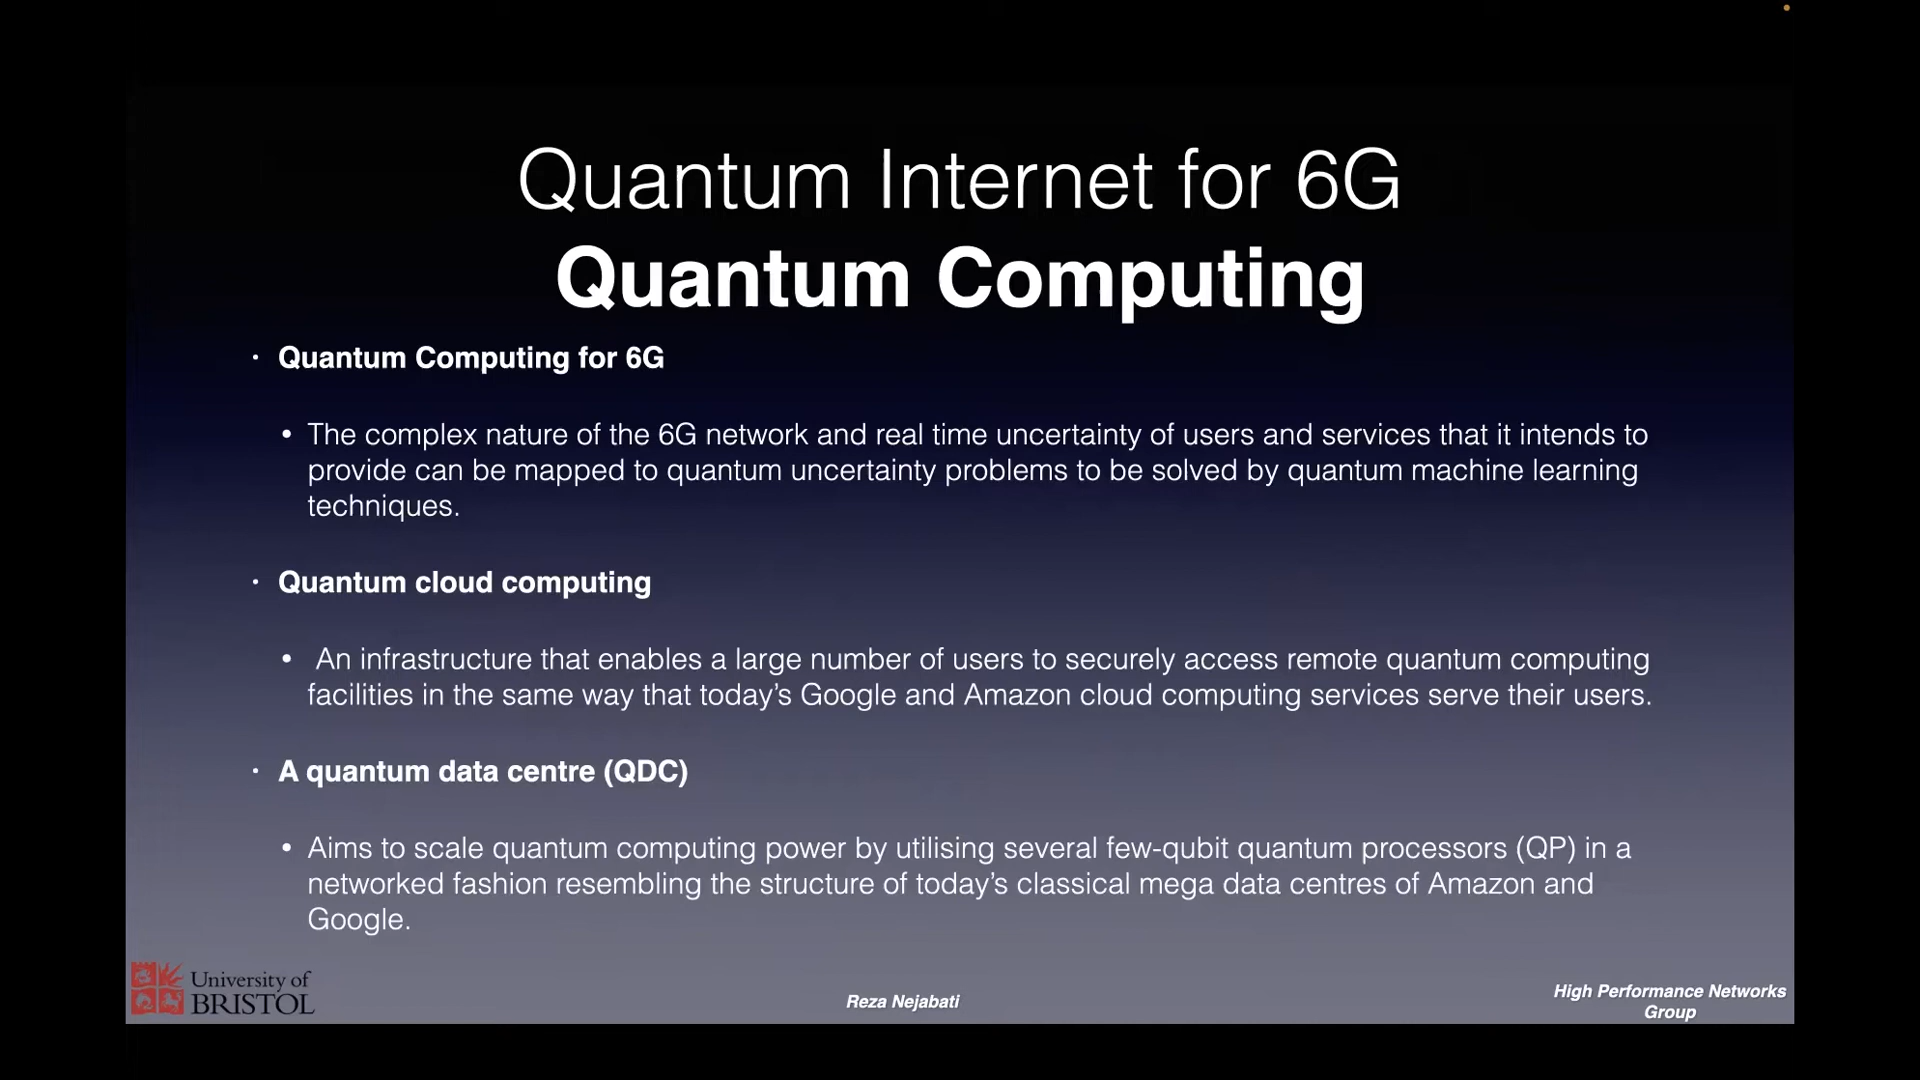 Quantum Internet for 6G
Quantum Computing
· Quantum Computing for 6G
• The complex nature of the 6G network and real time uncertainty of users and services that it intends to
provide can be mapped to quantum uncertainty problems to be solved by quantum machine learning
techniques.
· Quantum cloud computing
• An infrastructure that enables a large number of users to securely access remote quantum computing
facilities in the same way that today’s Google and Amazon cloud computing services serve their users.
· A quantum data centre (QDC)
• Aims to scale quantum computing power by utilising several few-qubit quantum processors (QP) in a
networked fashion resembling the structure of today’s classical mega data centres of Amazon and
Google.
University of
BRISTOL
Reza Nejabati
High Performance Networks
Group